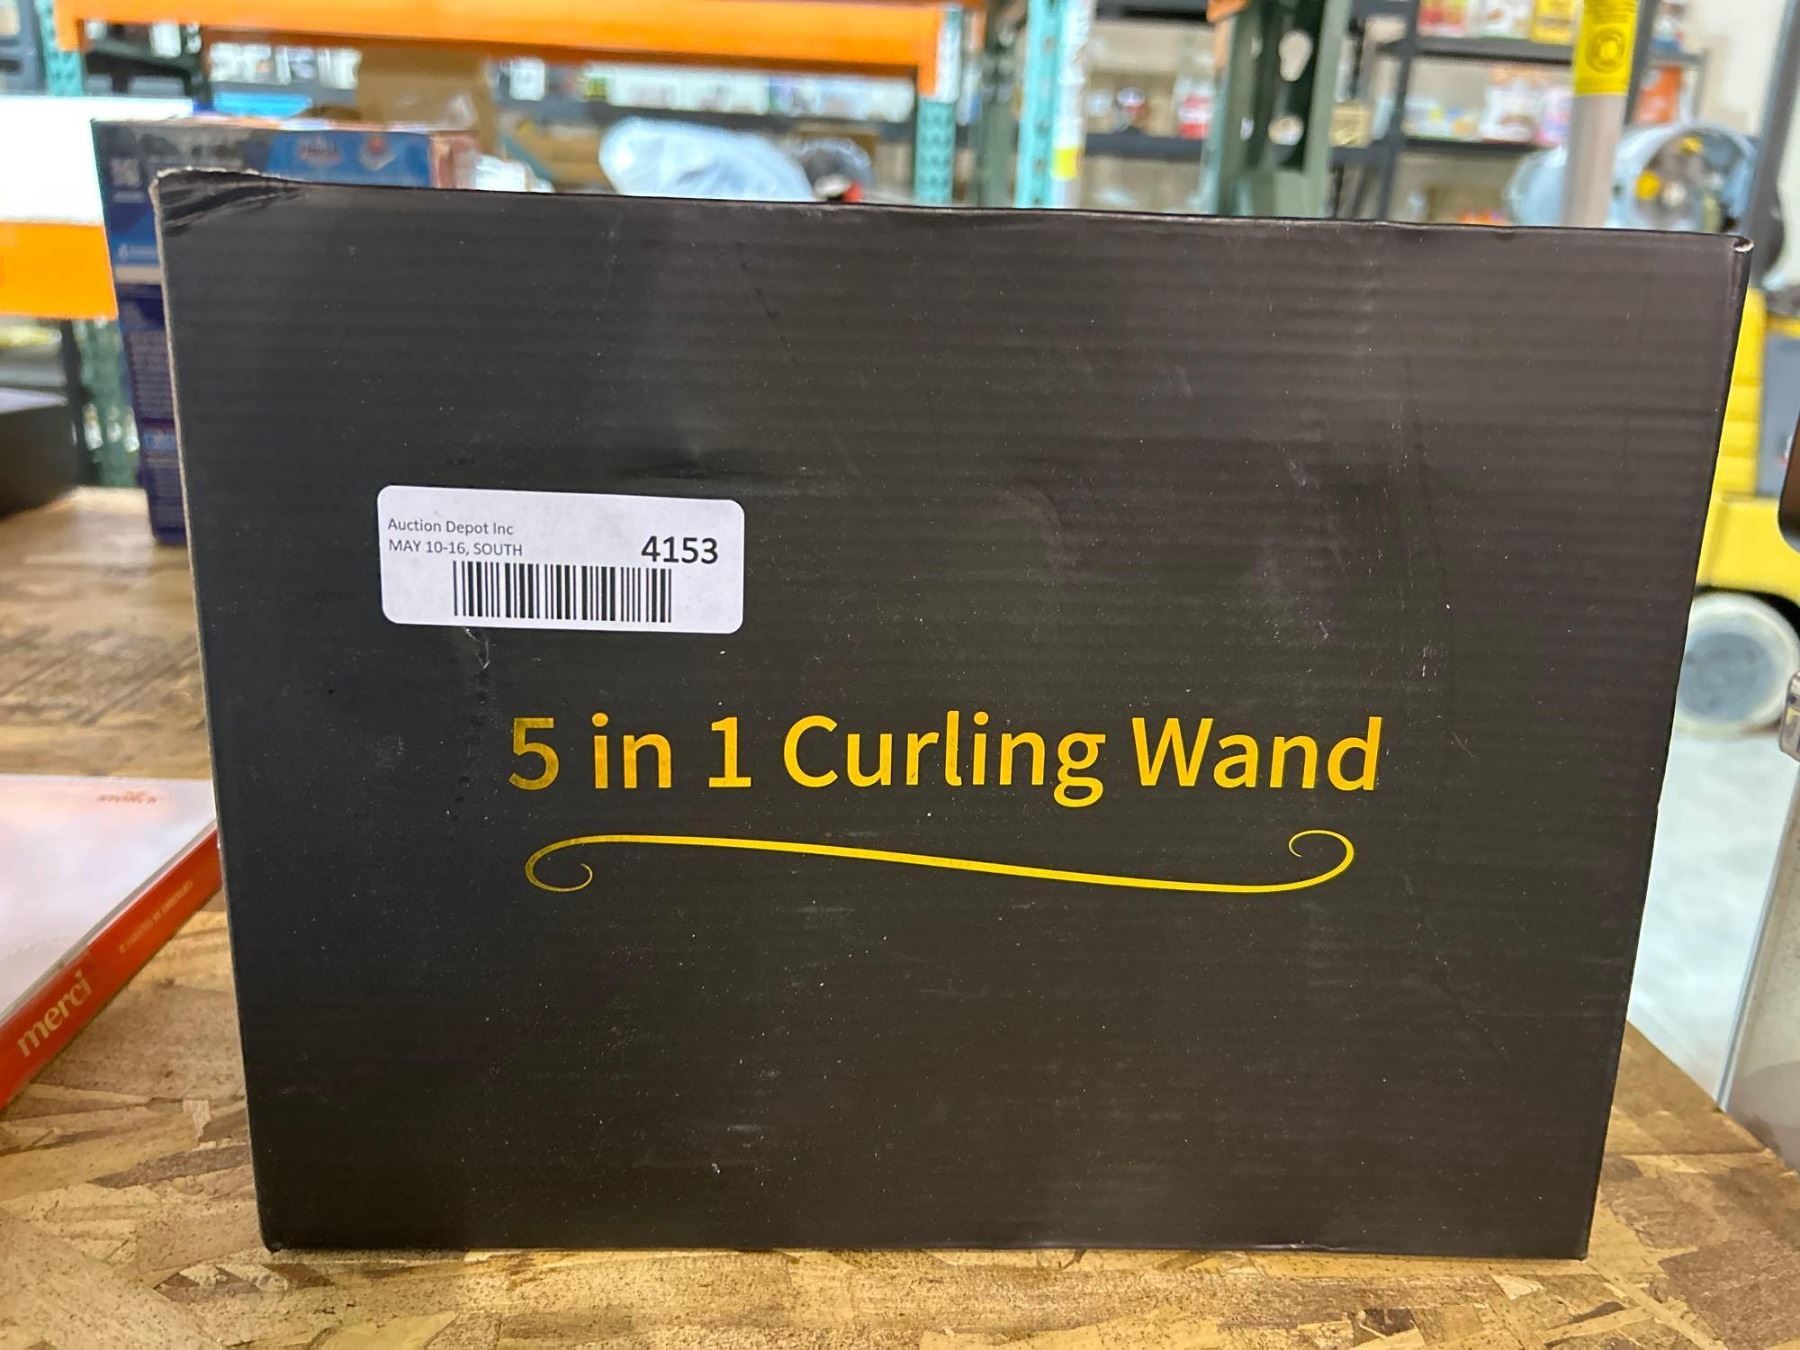 Auction Depot Inc
MAY 10-16, SOUTH
4153
5 in 1 Curling Wand
merci